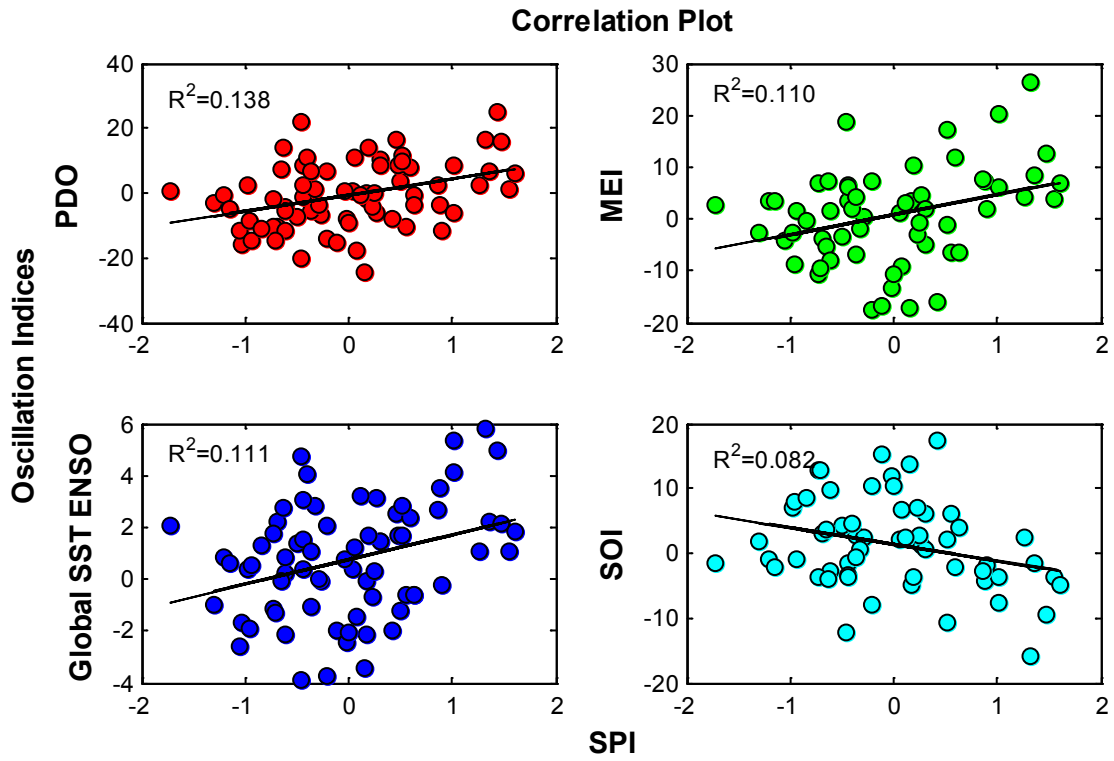 Correlation Plot
Oscillation Indices
PDO
R²=0.138
40
20
0
-20
-40
-2 -1 0 1 2
MEI
R²=0.110
30
20
10
0
-10
-20
-2 -1 0 1 2
Global SST ENSO
R²=0.111
6
4
2
0
-2
-4
-2 -1 0 1 2
SOI
R²=0.082
20
10
0
-10
-20
-2 -1 0 1 2
SPI